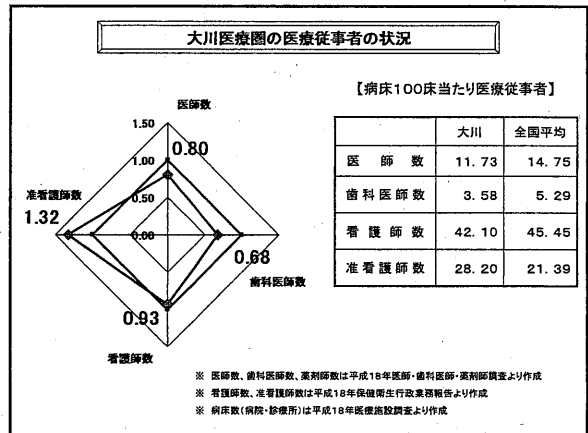 大川医療圏の医療従事者の状況
【病床100床当たり医療従事者】
医師数
1.50
0.80
1.00
0.50
准看護師数
1.32
0.00
0.68
歯科医師数
0.93
看護師数
大川 全国平均
医師数 11.73 14.75
歯科医師数 3.58 5.29
看護師数 42.10 45.45
准看護師数 28.20 21.39
※ 医師数、歯科医師数、薬剤師数は平成18年医師・歯科医師・薬剤師調査より作成
※ 看護師数、准看護師数は平成18年保健衛生行政業務報告より作成
※ 病床数(病院・診療所)は平成18年医療施設調査より作成